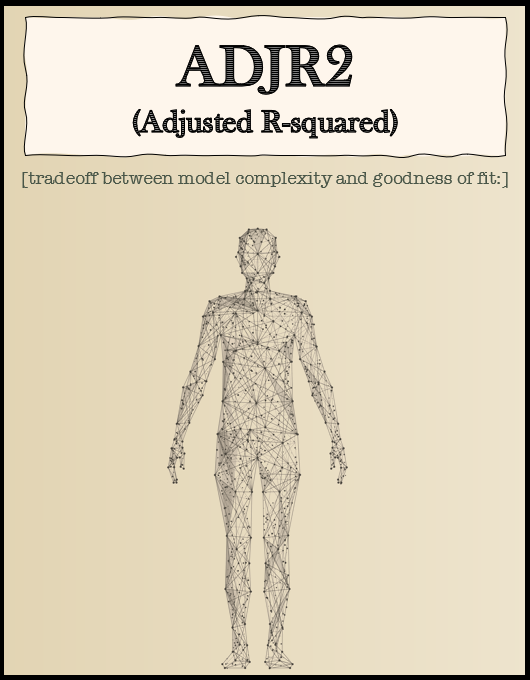 ADJR2
(Adjusted R-squared)
[tradeoff between model complexity and goodness of fit:]